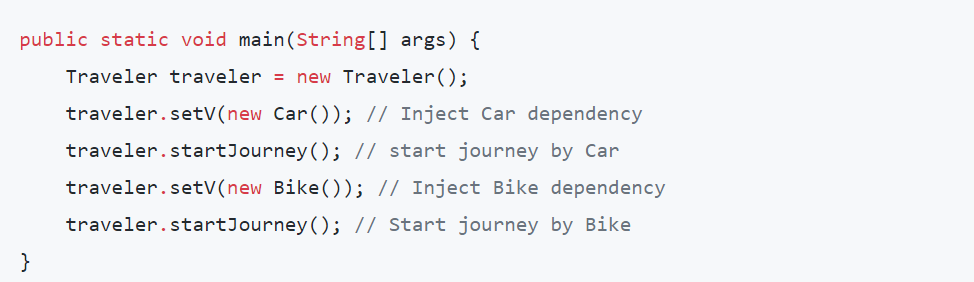 public static void main(String[] args) {
    Traveler traveler = new Traveler();
    traveler.setV(new Car()); // Inject Car dependency
    traveler.startJourney(); // start journey by Car
    traveler.setV(new Bike()); // Inject Bike dependency
    traveler.startJourney(); // Start journey by Bike
}